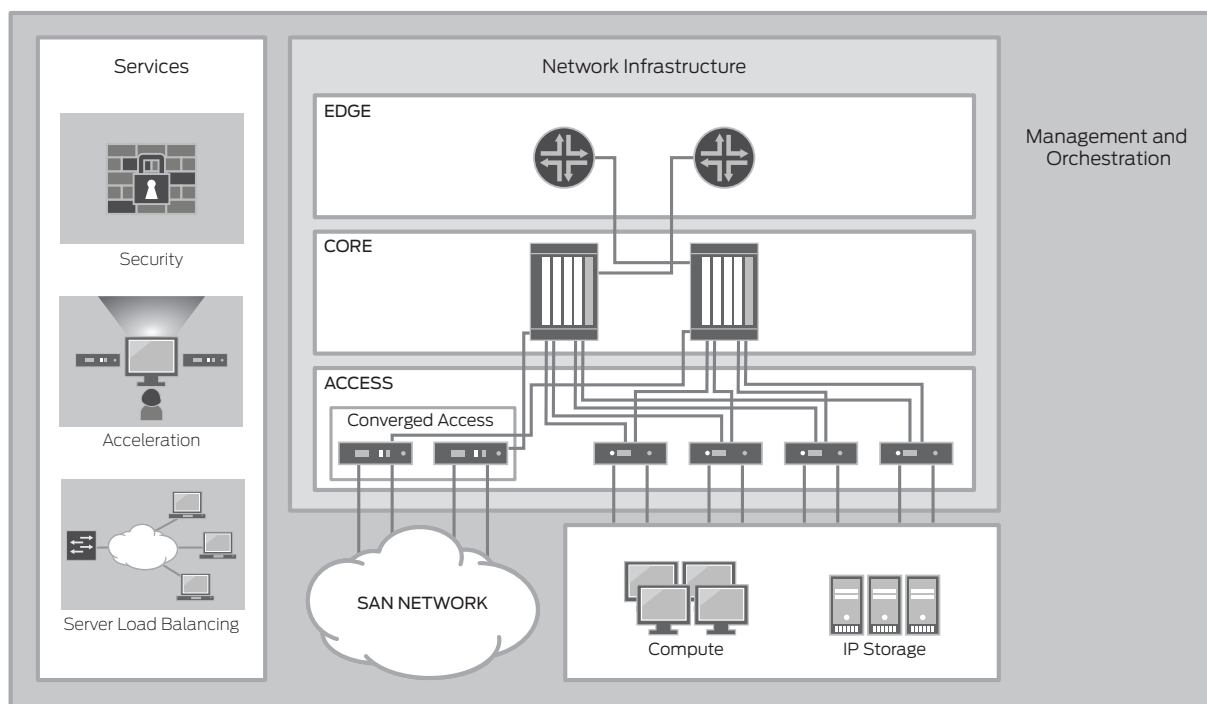 Services
Security
Acceleration
Server Load Balancing
Network Infrastructure
EDGE
CORE
ACCESS
Converged Access
SAN NETWORK
Compute
IP Storage
Management and
Orchestration